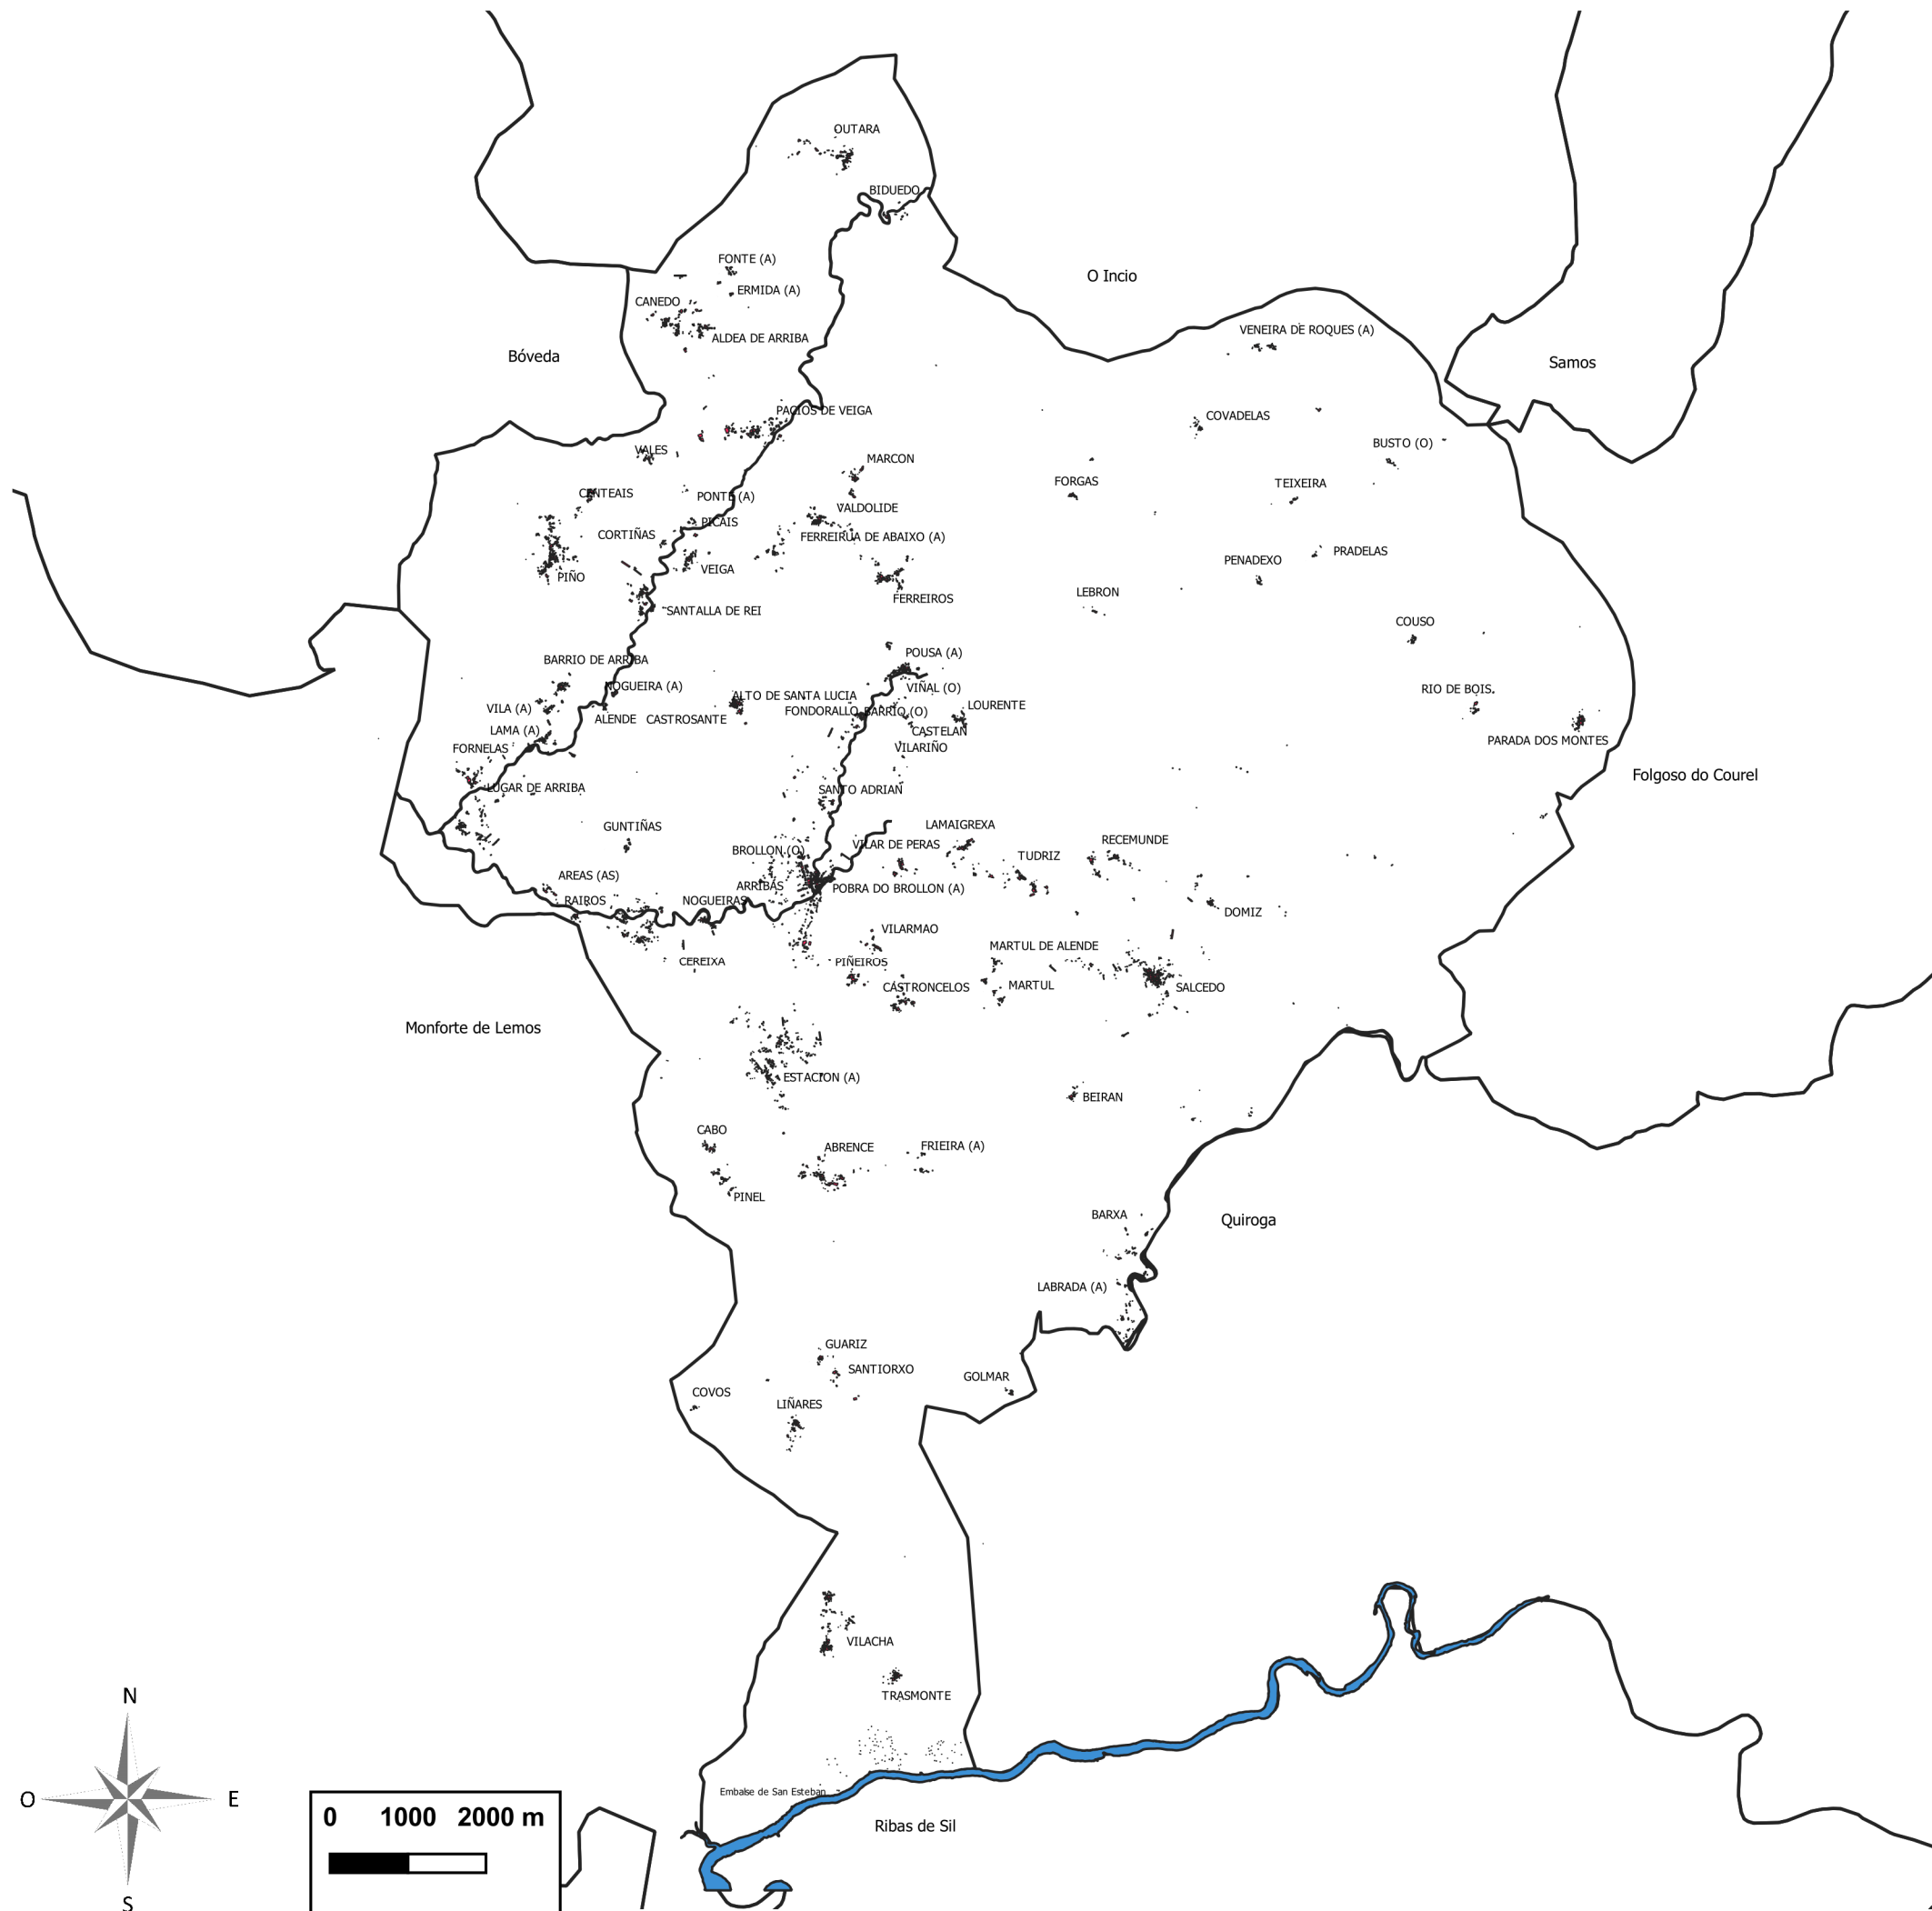 OUTARA
BIDUEDO
FONTE (A)
O Incio
ERMIDA (A)
CANEDO
VENEIRA DE ROQUES (A)
ALDEA DE ARRIBA
Bóveda
Samos
PACIOS DE VEIGA
COVADELAS
BUSTO (O)
VALES
MARCON
FORGAS
TEIXEIRA
CENTEAIS
PONTE (A)
VALDOLIDE
PICAIS
CORTIÑAS
FERREIRUA DE ABAIXO (A)
PRADELAS
PENADEXO
VEIGA
PIÑO
LEBRON
FERREIROS
SANTALLA DE REI
COUSO
POUSA (A)
BARRIO DE ARRIBA
NOGUEIRA (A)
VIÑAL (O)
RIO DE BOIS.
ALTO DE SANTA LUCIA
LOURENTE
VILA (A)
FONDORALLO
BARRIO (O)
ALENDE
CASTROSANTE
LAMA (A)
CASTELAN
PARADA DOS MONTES
FORNELAS
VILARIÑO
Folgoso do Courel
LUGAR DE ARRIBA
SANTO ADRIAN
GUNTIÑAS
LAMAIGREXA
RECEMUNDE
VILAR DE PERAS
BROLLON (O)
TUDRIZ
AREAS (AS)
ARRIBAS
POBRA DO BROLLON (A)
RAIROS
NOGUEIRAS
DOMIZ
VILARMAO
MARTUL DE ALENDE
CEREIXA
PIÑEIROS
CASTRONCELOS
MARTUL
SALCEDO
Monforte de Lemos
ESTACION (A)
BEIRAN
CABO
ABRENCE
FRIEIRA (A)
PINEL
BARXA
Quiroga
LABRADA (A)
GUARIZ
SANTIORXO
GOLMAR
COVOS
LIÑARES
VILACHA
TRASMONTE
N
Embalse de San Esteban
O
E
0 1000 2000 m
Ribas de Sil
S